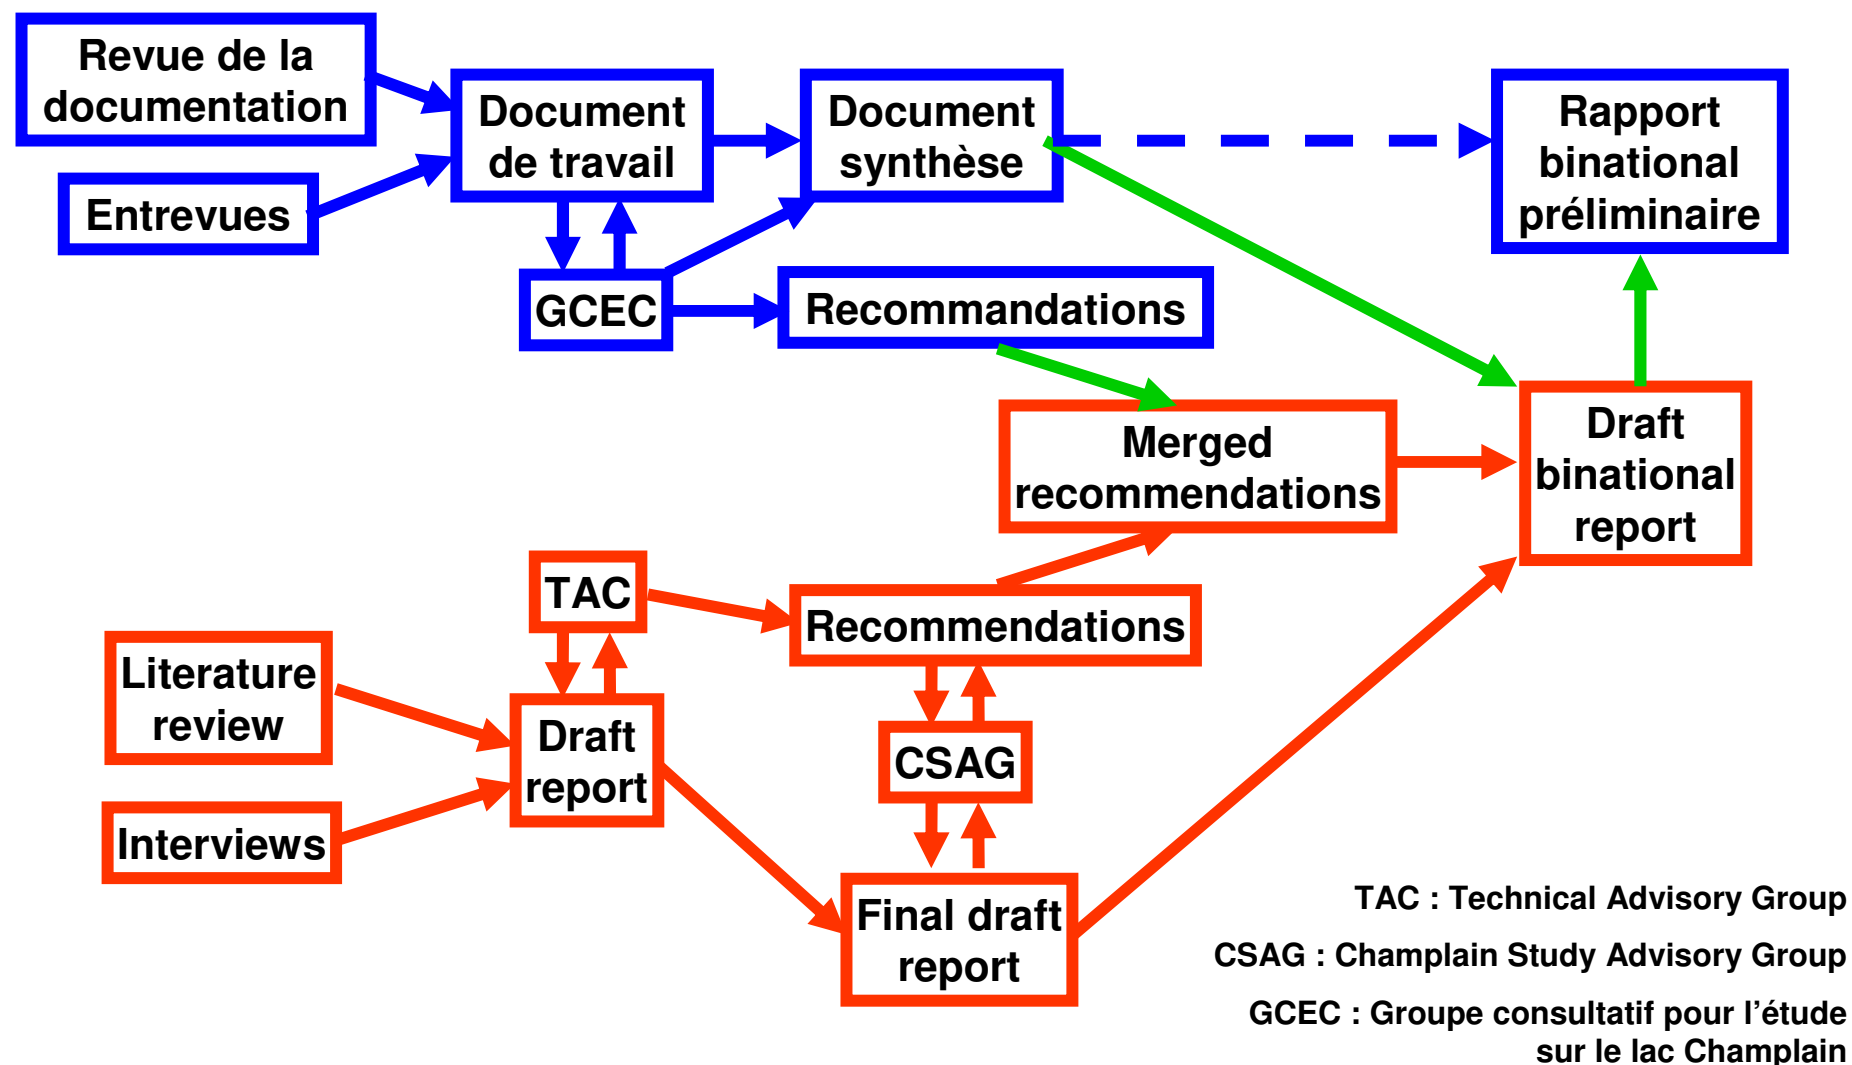 Revue de la
documentation
Entrevues
Document
de travail
Document
synthèse
Rapport
binational
préliminaire
GCEC
Recommandations
Merged
recommendations
Draft
binational
report
TAC
Recommendations
Literature
review
Draft
report
CSAG
Interviews
Final draft
report
TAC : Technical Advisory Group
CSAG : Champlain Study Advisory Group
GCEC : Groupe consultatif pour l’étude
sur le lac Champlain